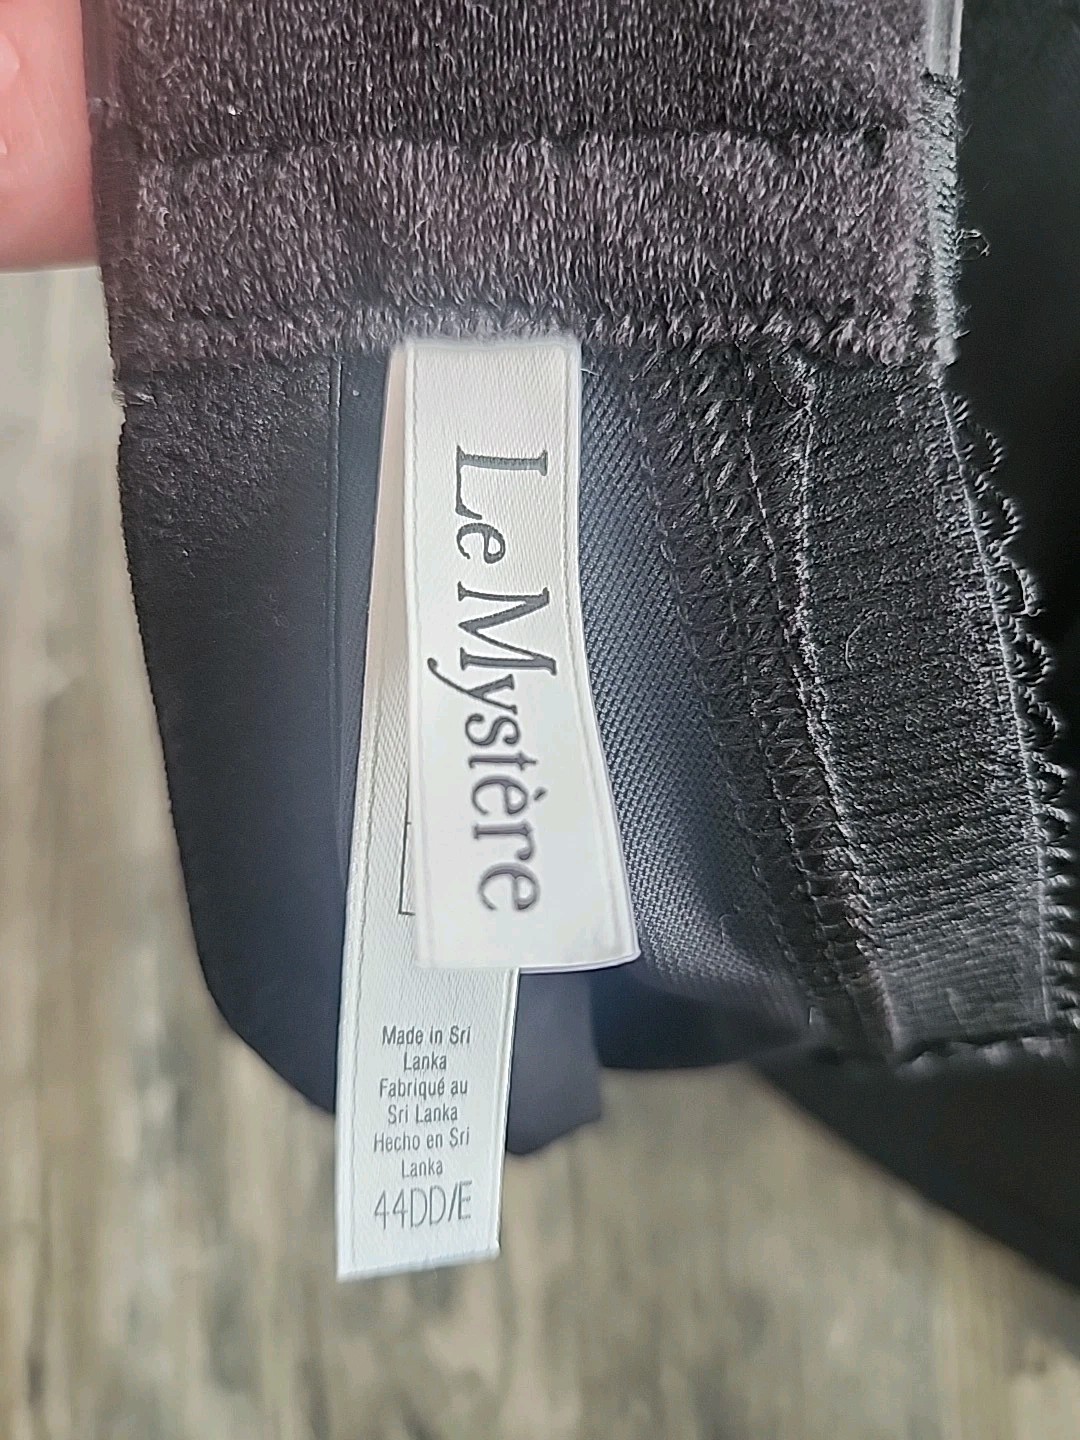 Le Mystère
Made in Sri
Lanka
Fabriqué au
Sri Lanka
Hecho en Sri
Lanka
44DD/E